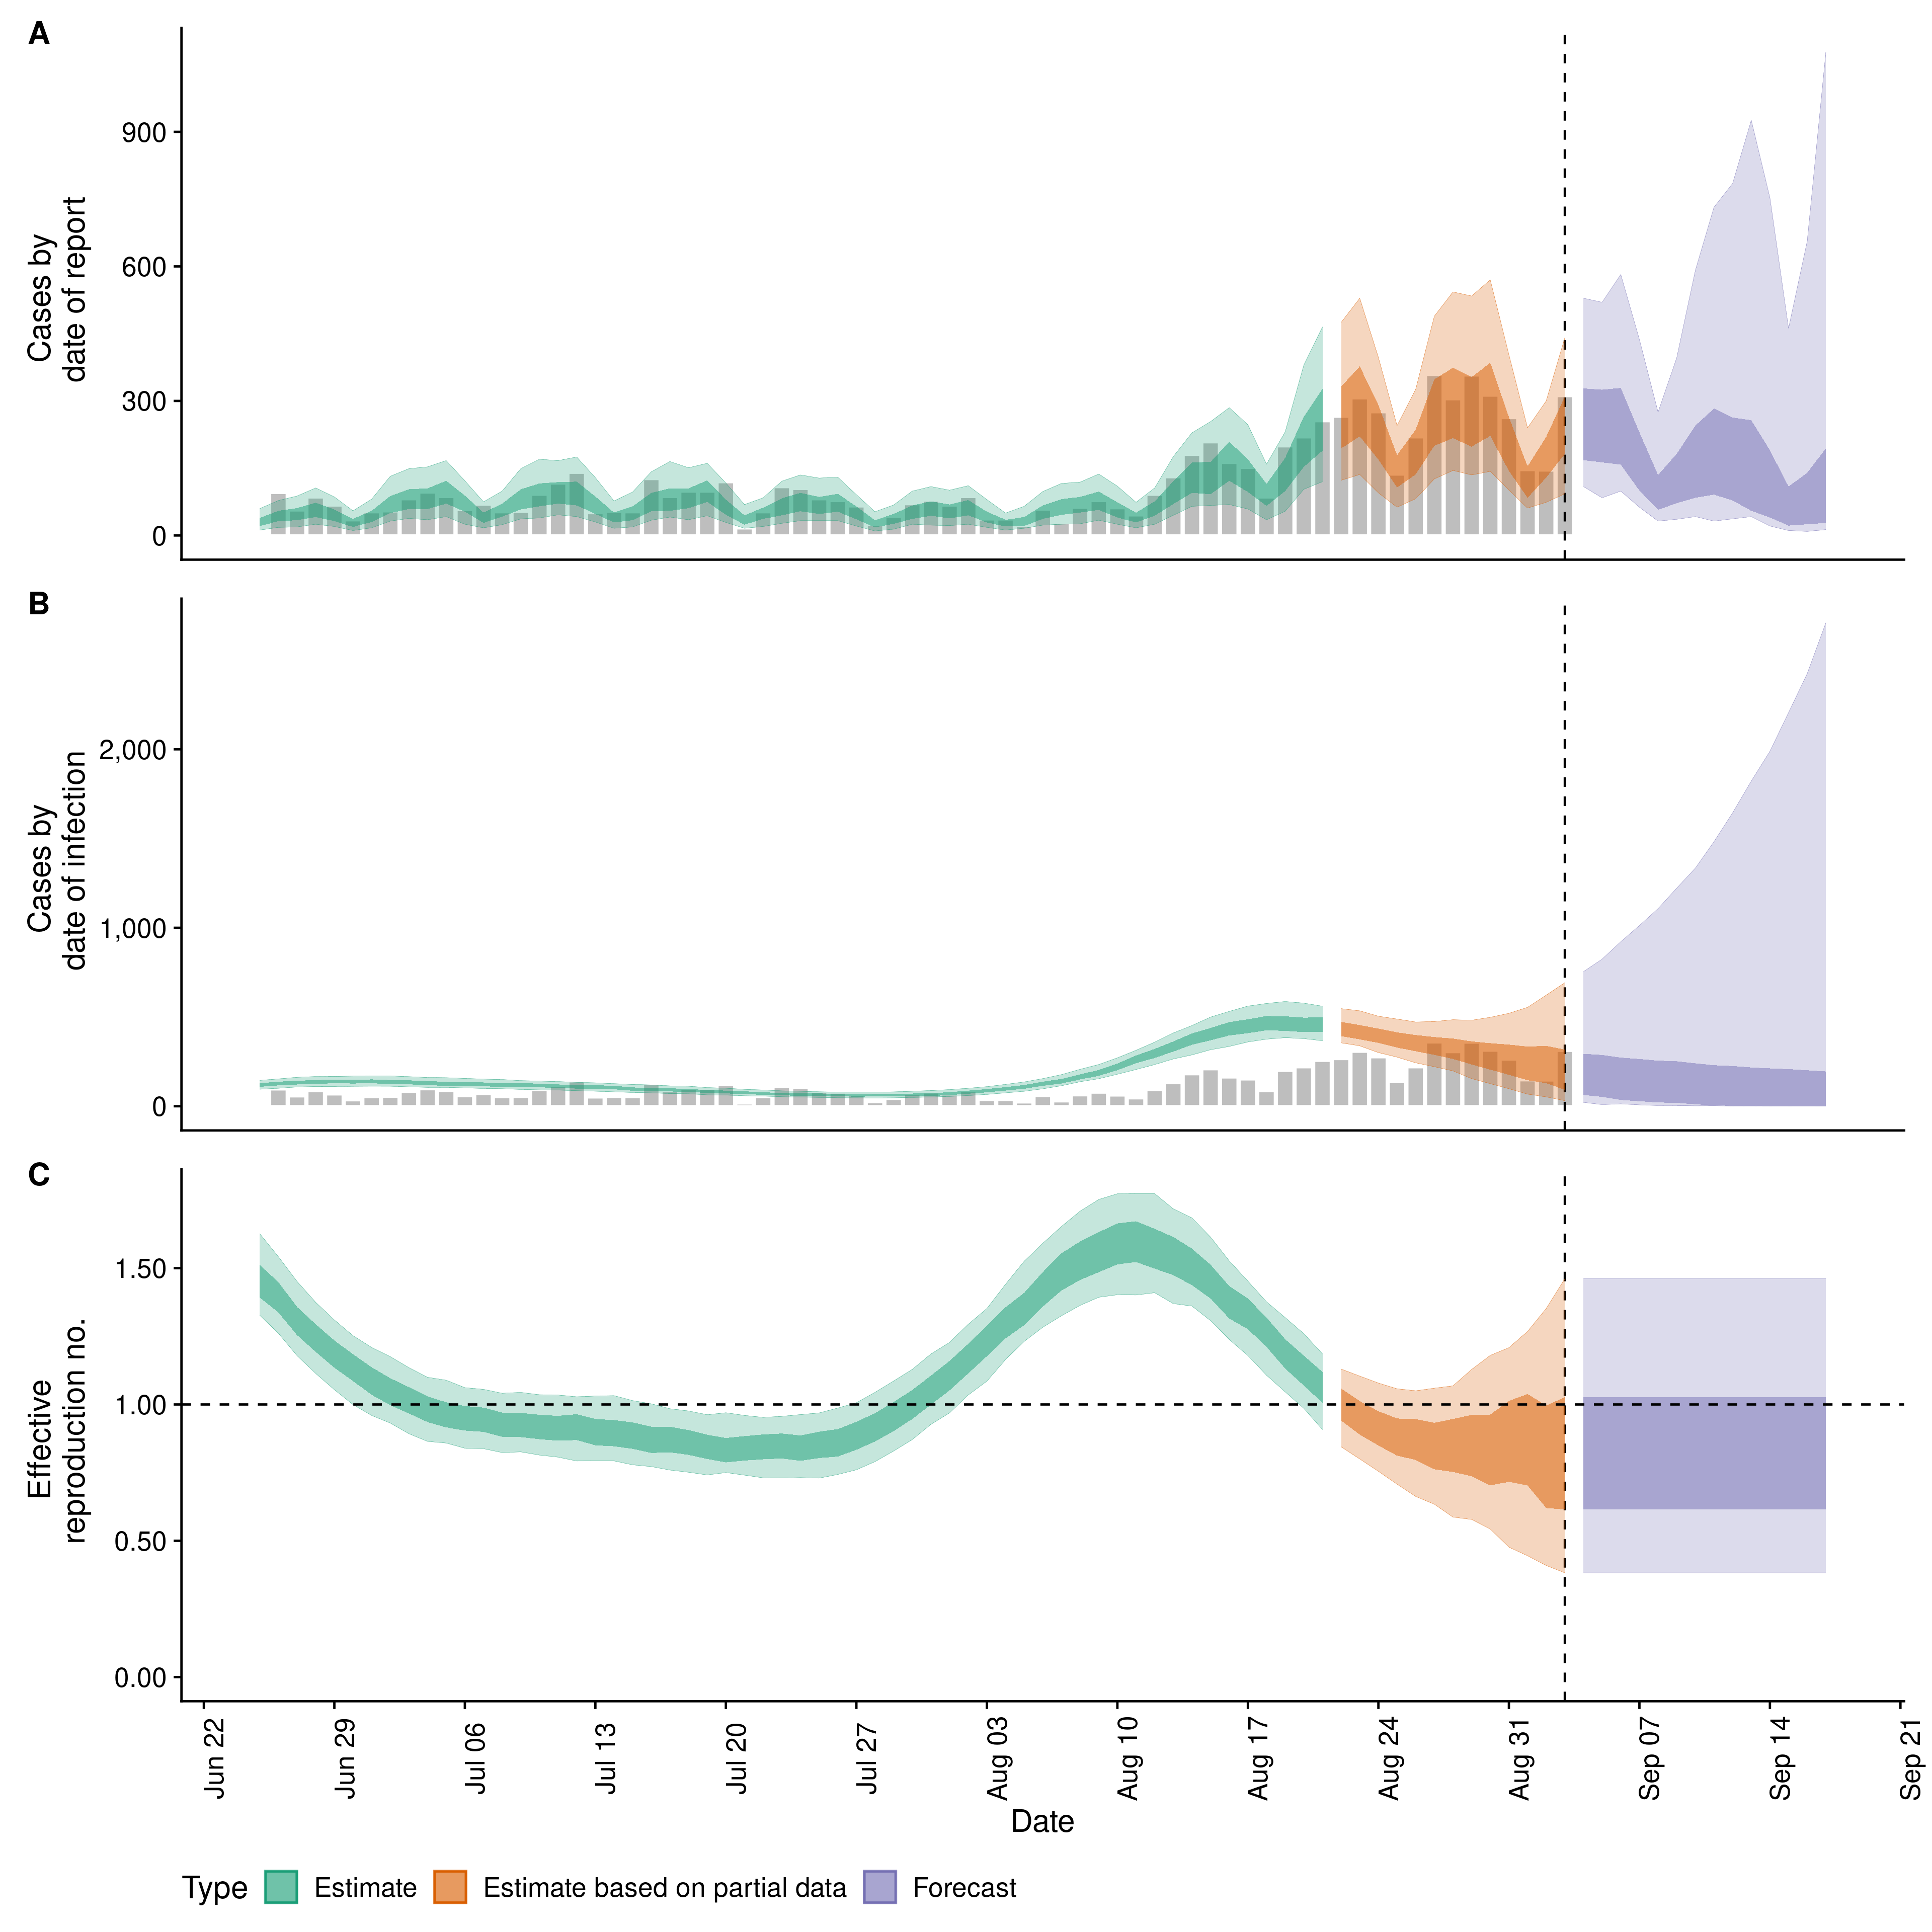 A
Cases by
date of report
900
600
300
0
B
Cases by
date of infection
2,000
1,000
0
C
Effective
reproduction no.
1.50
1.00
0.50
0.00
Jun 22
Jun 29
Jul 06
Jul 13
Jul 20
Jul 27
Aug 03
Aug 10
Aug 17
Aug 24
Aug 31
Sep 07
Sep 14
Sep 21
Date
Type Estimate Estimate based on partial data Forecast